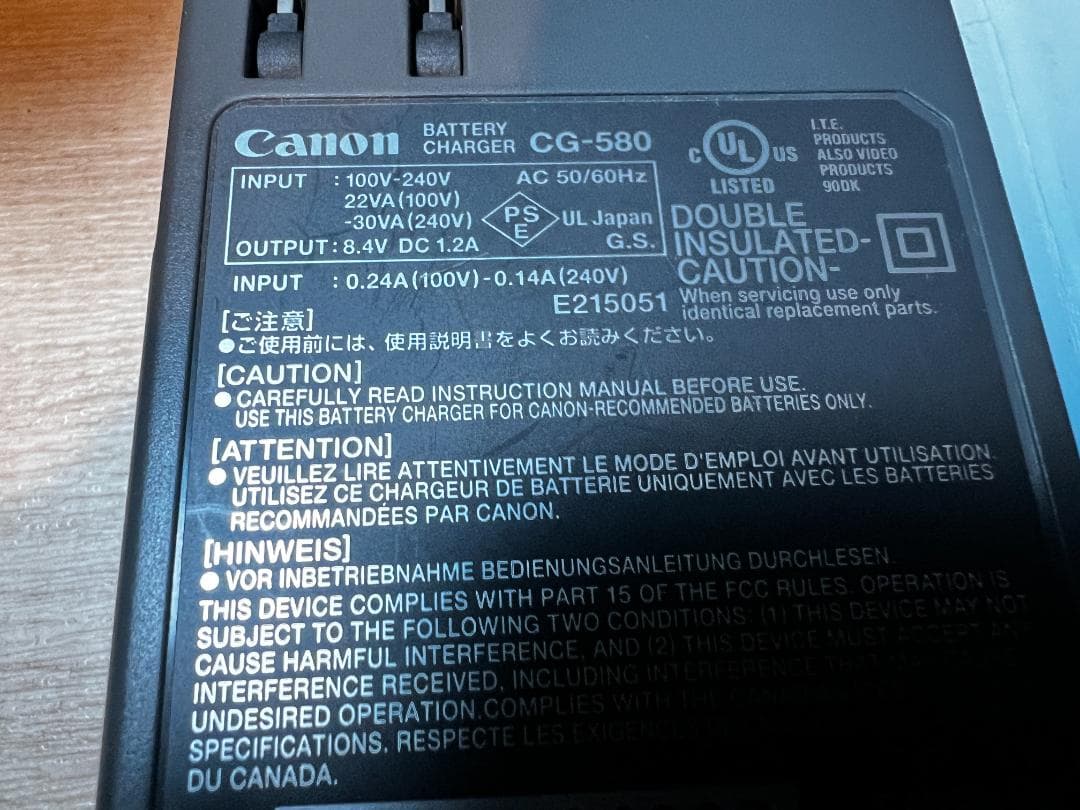 Canon BATTERY CHARGER CG-580
c UL US LISTED
I.T.E.
PRODUCTS
ALSO VIDEO
PRODUCTS
90DK
INPUT : 100V-240V AC 50/60Hz
22VA(100V)
-30VA(240V) PSE UL Japan
OUTPUT : 8.4V DC 1.2A G.S.
DOUBLE
INSULATED-
CAUTION-
When servicing use only
identical replacement parts.
INPUT : 0.24A(100V)-0.14A(240V)
E215051
[ご注意]
●ご使用前には、使用説明書をよくお読みください。
[CAUTION]
● CAREFULLY READ INSTRUCTION MANUAL BEFORE USE.
USE THIS BATTERY CHARGER FOR CANON-RECOMMENDED BATTERIES ONLY.
[ATTENTION]
● VEUILLEZ LIRE ATTENTIVEMENT LE MODE D'EMPLOI AVANT UTILISATION.
UTILISEZ CE CHARGEUR DE BATTERIE UNIQUEMENT AVEC LES BATTERIES
RECOMMANDÉES PAR CANON.
[HINWEIS]
● VOR INBETRIEBNAHME BEDIENUNGSANLEITUNG DURCHLESEN.
THIS DEVICE COMPLIES WITH PART 15 OF THE FCC RULES. OPERATION IS
SUBJECT TO THE FOLLOWING TWO CONDITIONS: (1) THIS DEVICE MAY NOT
CAUSE HARMFUL INTERFERENCE, AND (2) THIS DEVICE MUST ACCEPT ANY
INTERFERENCE RECEIVED, INCLUDING INTERFERENCE THAT MAY CAUSE
UNDESIRED OPERATION.COMPLIES WITH THE
SPECIFICATIONS. RESPECTE LES EXIGENCES
DU CANADA.